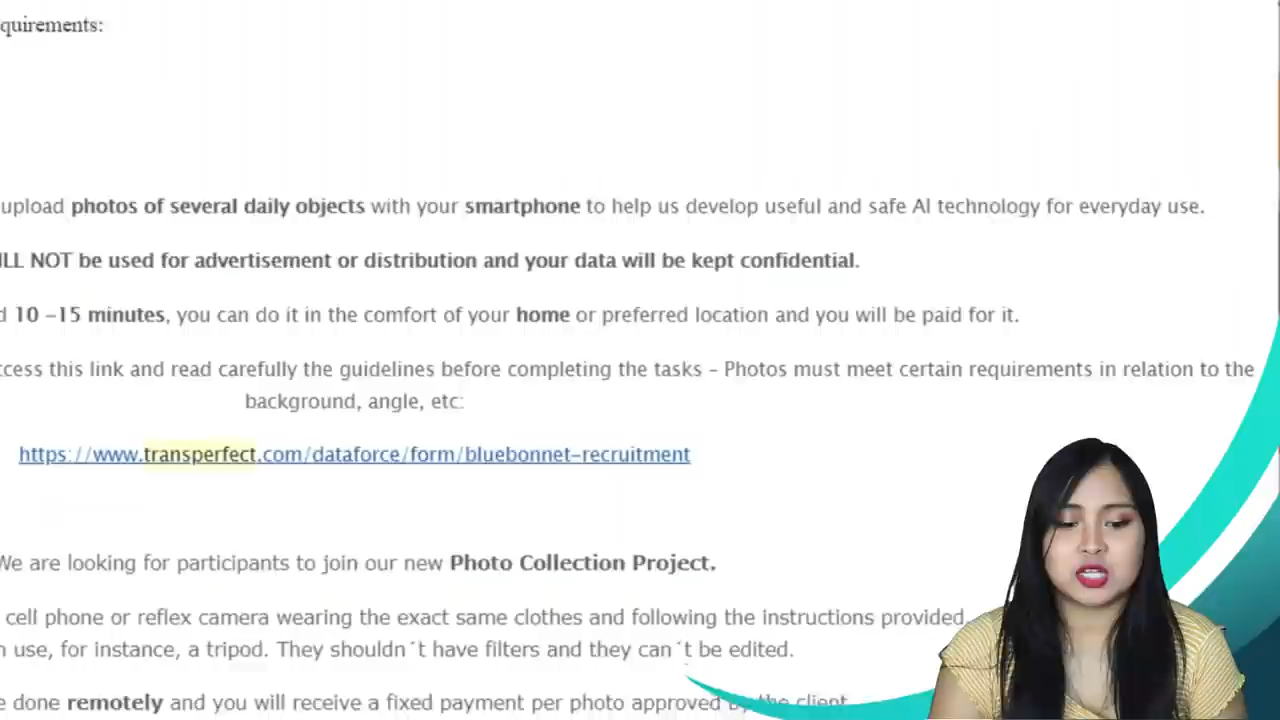 quirements:
upload photos of several daily objects with your smartphone to help us develop useful and safe AI technology for everyday use.
ILL NOT be used for advertisement or distribution and your data will be kept confidential.
d 10 –15 minutes, you can do it in the comfort of your home or preferred location and you will be paid for it.
ccess this link and read carefully the guidelines before completing the tasks – Photos must meet certain requirements in relation to the
background, angle, etc:
https://www.transperfect.com/dataforce/form/bluebonnet-recruitment
We are looking for participants to join our new Photo Collection Project.
cell phone or reflex camera wearing the exact same clothes and following the instructions provided
n use, for instance, a tripod. They shouldn´t have filters and they can´t be edited.
e done remotely and you will receive a fixed payment per photo approved by the client